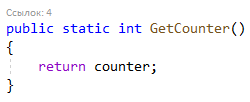 Ссылок: 4
public static int GetCounter()
{
    return counter;
}